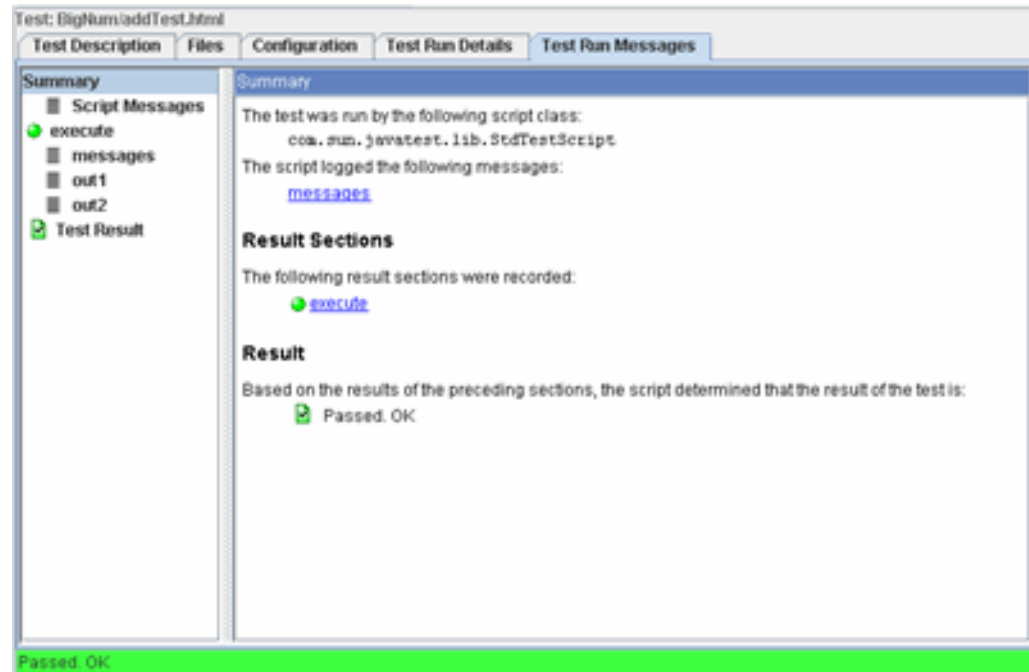 Test: BigNum/addTest.html
Test Description Files Configuration Test Run Details Test Run Messages
Summary
Script Messages
execute
messages
out1
out2
Test Result
Summary
The test was run by the following script class:
com.sun.javatest.lib.StdTestScript
The script logged the following messages:
messages
Result Sections
The following result sections were recorded:
execute
Result
Based on the results of the preceding sections, the script determined that the result of the test is:
Passed. OK
Passed. OK